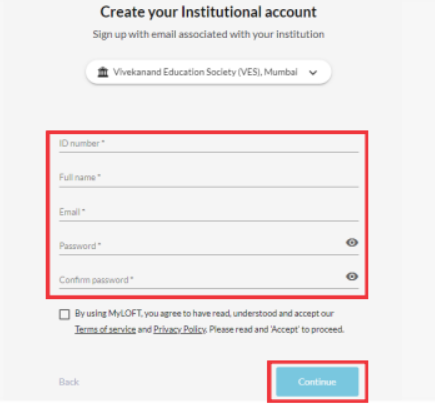 Create your Institutional account
Sign up with email associated with your institution
Vivekanand Education Society (VES), Mumbai
ID number *
Full name *
Email *
Password *
Confirm password *
By using MyLOFT, you agree to have read, understood and accept our
Terms of service and Privacy Policy. Please read and 'Accept' to proceed.
Back
Continue